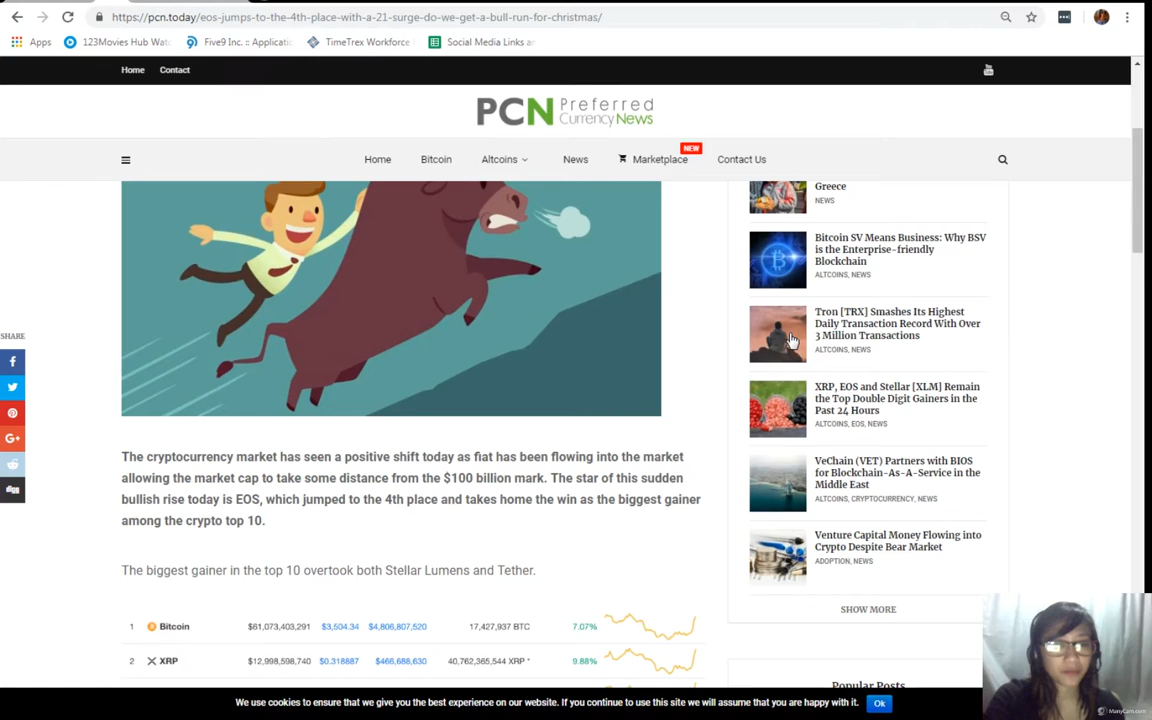 https://pcn.today/eos-jumps-to-the-4th-place-with-a-21-surge-do-we-get-a-bull-run-for-christmas/
Apps 123Movies Hub Wat Five9 Inc. :: Applicati TimeTrex Workforce Social Media Links an
Home Contact
PCN Preferred
Currency News
Home Bitcoin Altcoins News Marketplace NEW Contact Us
Greece
NEWS
Bitcoin SV Means Business: Why BSV
is the Enterprise-friendly
Blockchain
ALTCOINS, NEWS
Tron [TRX] Smashes Its Highest
Daily Transaction Record With Over
3 Million Transactions
ALTCOINS, NEWS
XRP, EOS and Stellar [XLM] Remain
the Top Double Digit Gainers in the
Past 24 Hours
ALTCOINS, EOS, NEWS
VeChain (VET) Partners with BIOS
for Blockchain-As-A-Service in the
Middle East
ALTCOINS, CRYPTOCURRENCY, NEWS
Venture Capital Money Flowing into
Crypto Despite Bear Market
ADOPTION, NEWS
SHOW MORE
Popular Posts
SHARE
The cryptocurrency market has seen a positive shift today as fiat has been flowing into the market
allowing the market cap to take some distance from the $100 billion mark. The star of this sudden
bullish rise today is EOS, which jumped to the 4th place and takes home the win as the biggest gainer
among the crypto top 10.
The biggest gainer in the top 10 overtook both Stellar Lumens and Tether.
1 Bitcoin $61,073,403,291 $3,504.34 $4,806,807,520 17,427,937 BTC 7.07%
2 XRP $12,998,598,740 $0.318887 $466,688,630 40,762,365,544 XRP * 9.88%
We use cookies to ensure that we give you the best experience on our website. If you continue to use this site we will assume that you are happy with it. Ok
ManyCam.com